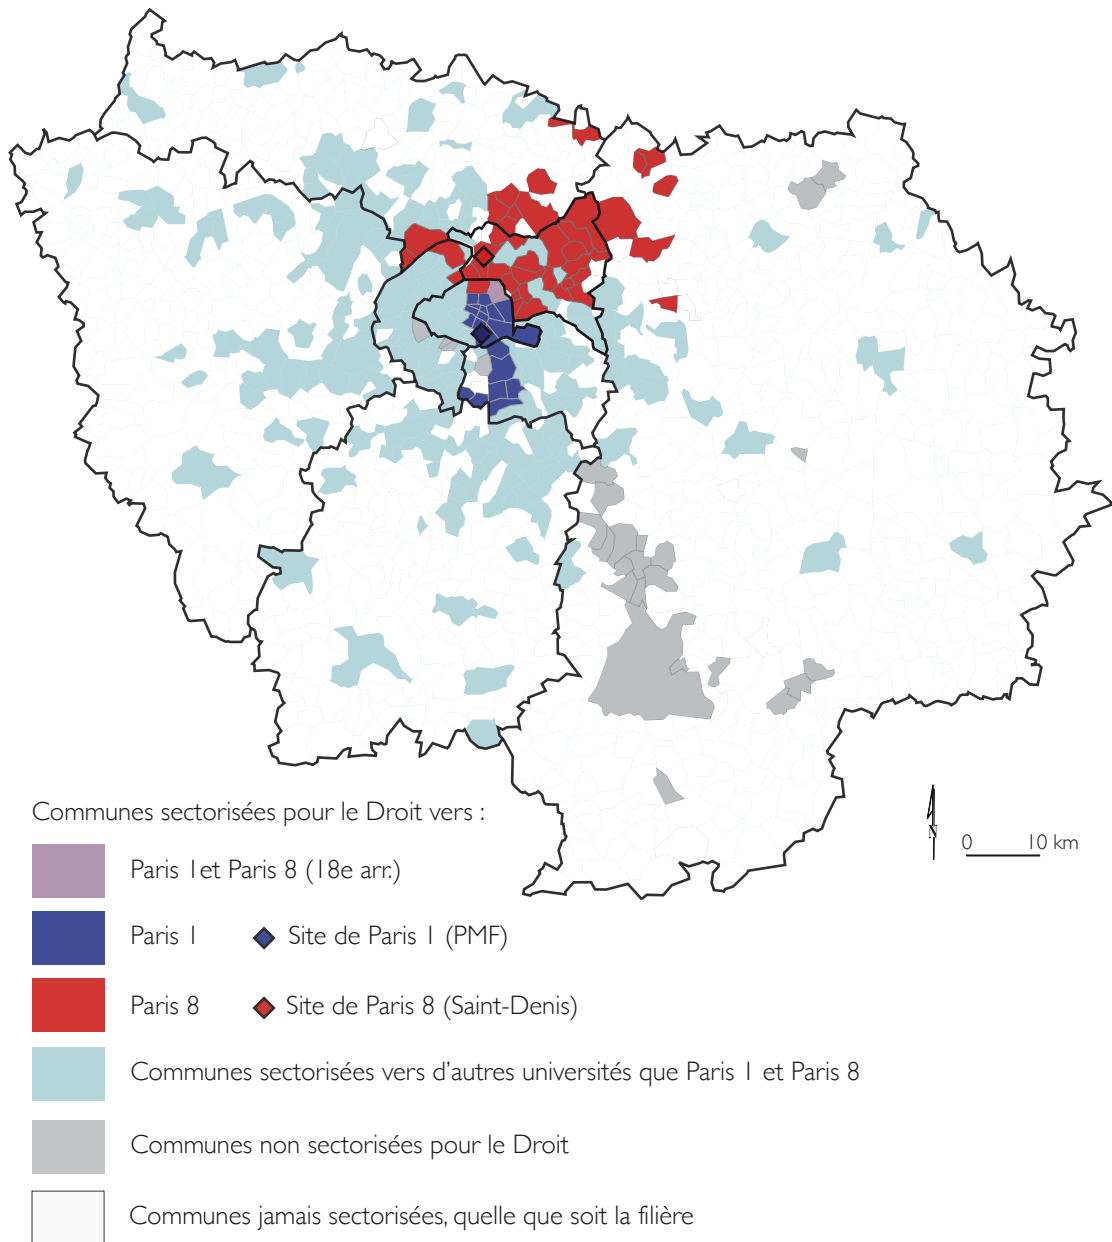 Communes sectorisées pour le Droit vers :
N
0 10 km
Paris 1et Paris 8 (18e arr.)
Paris 1 Site de Paris 1 (PMF)
Paris 8 Site de Paris 8 (Saint-Denis)
Communes sectorisées vers d'autres universités que Paris 1 et Paris 8
Communes non sectorisées pour le Droit
Communes jamais sectorisées, quelle que soit la filière